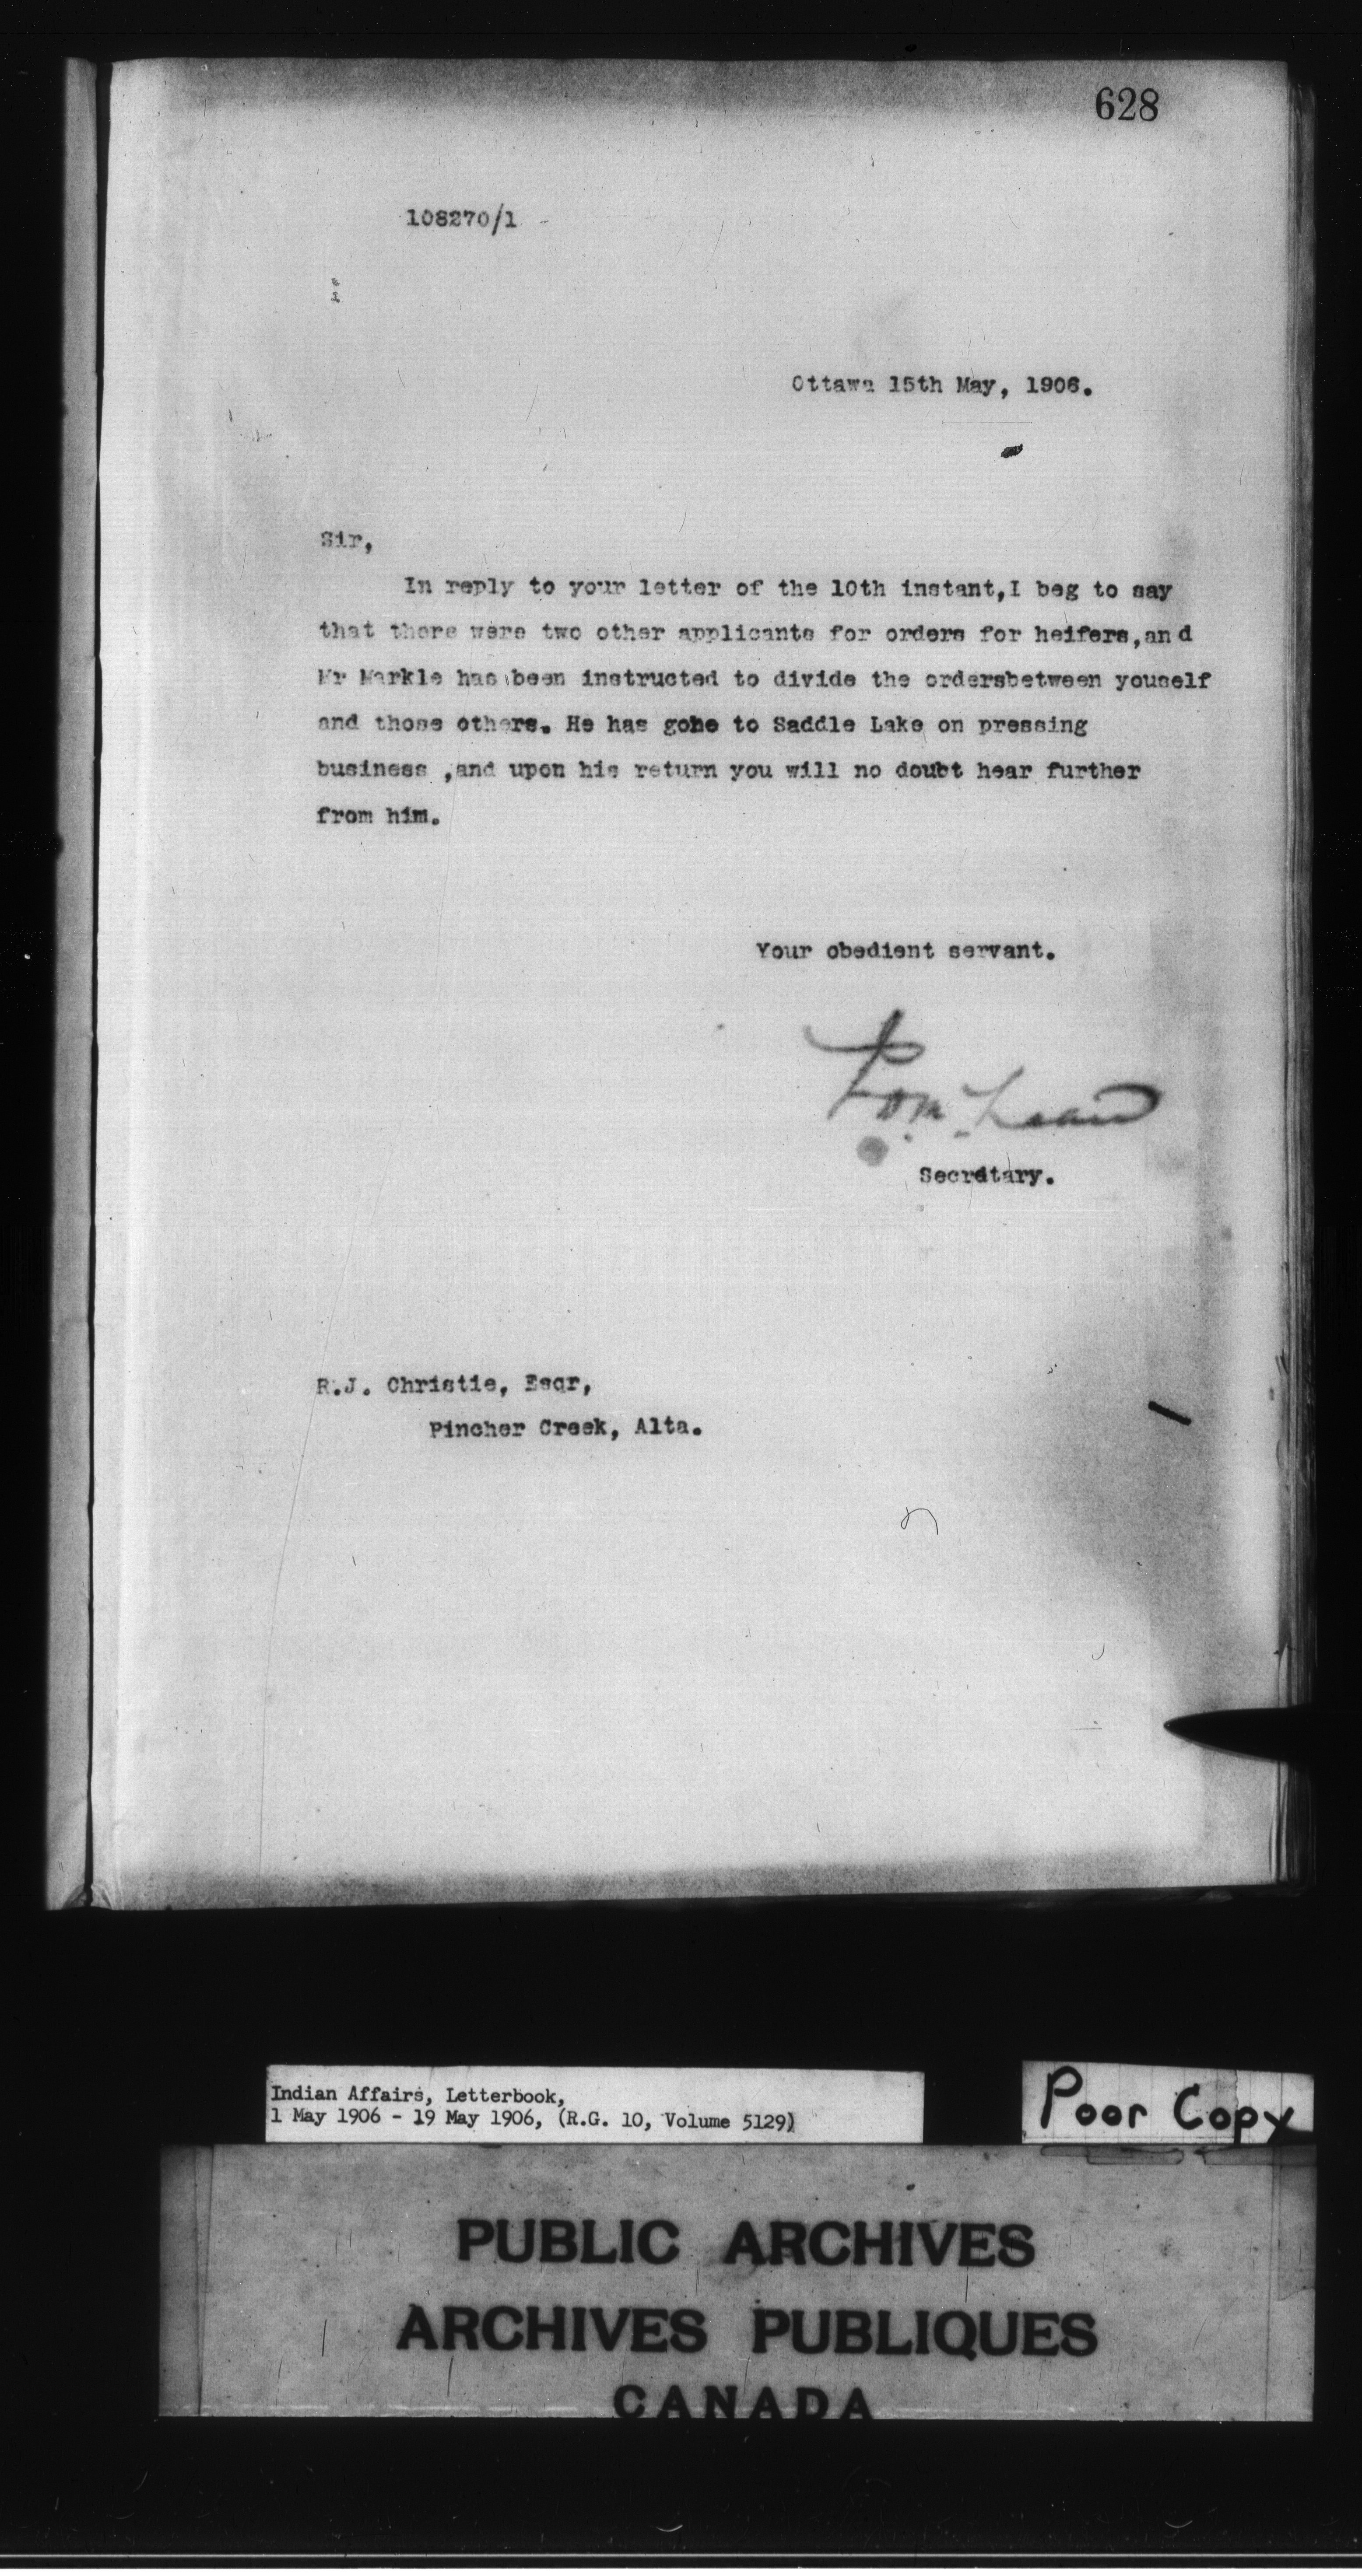 628
108270/1
Ottawa 15th May, 1906.
Sir,
In reply to your letter of the 10th instant,I beg to say
that there were two other applicants for orders for heifers,an d
Mr Markle has been instructed to divide the ordersbetween youself
and those others. He has gone to Saddle Lake on pressing
business ,and upon his return you will no doubt hear further
from him.
Your obedient servant.
Secretary.
R.J. Christie, Esqr,
Pincher Creek, Alta.
Indian Affairs, Letterbook,
1 May 1906 - 19 May 1906, (R.G. 10, Volume 5129)
Poor Copy
PUBLIC ARCHIVES
ARCHIVES PUBLIQUES
CANADA